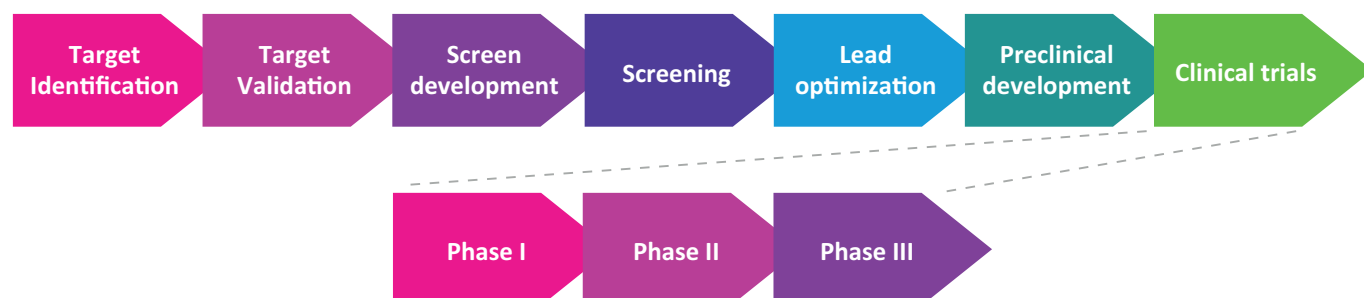 Target
Identification
Target
Validation
Screen
development
Screening
Lead
optimization
Preclinical
development
Clinical trials
Phase I
Phase II
Phase III